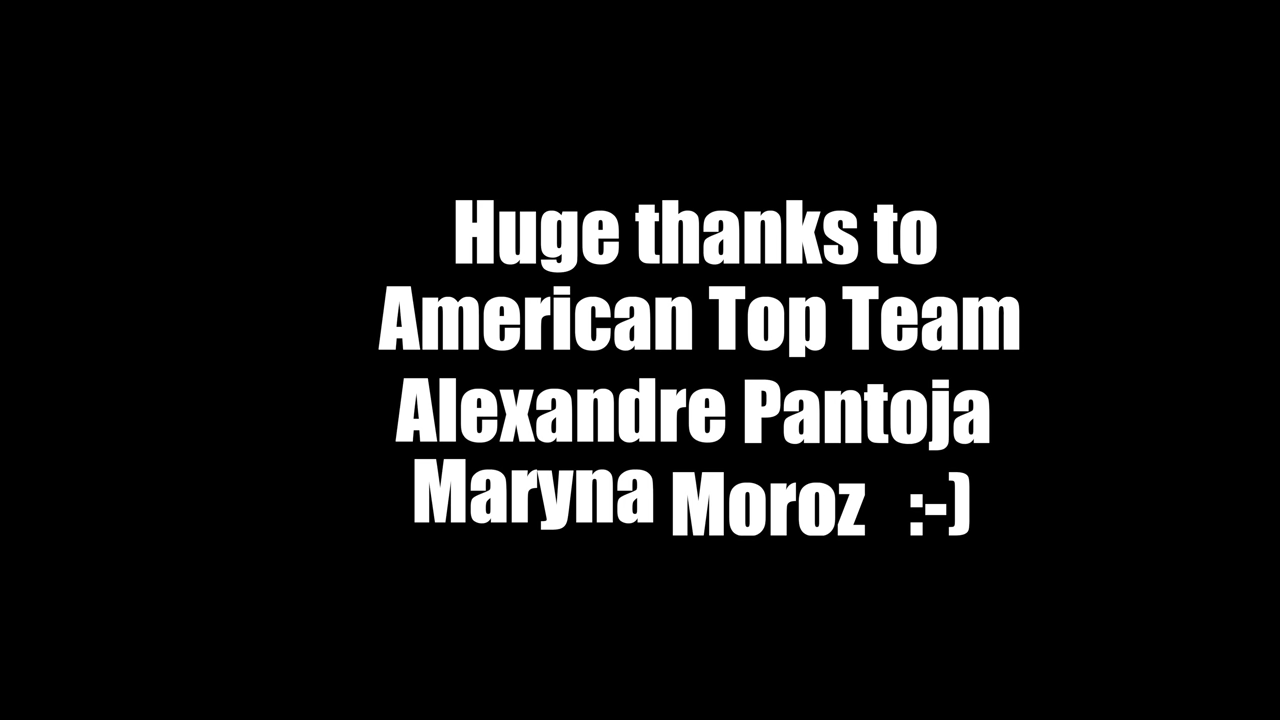 Huge thanks to
American Top Team
Alexandre Pantoja
Maryna Moroz :-)